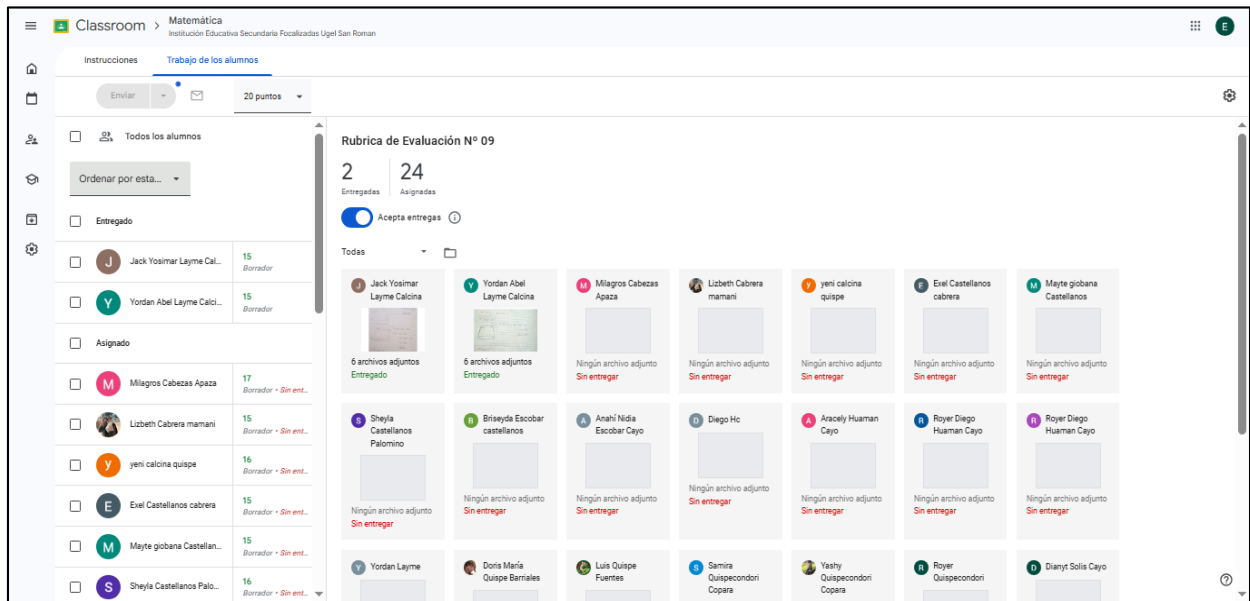 Classroom > Matemática
Institución Educativa Secundaria Focalizadas Ugel San Roman
E
Instrucciones Trabajo de los alumnos
Enviar 20 puntos
Todos los alumnos
Ordenar por esta...
Entregado
J Jack Yosimar Layme Cal... 15
Borrador
Y Yordan Abel Layme Calci... 15
Borrador
Asignado
M Milagros Cabezas Apaza 17
Borrador • Sin ent...
Lizbeth Cabrera mamani 15
Borrador • Sin ent...
y yeni calcina quispe 16
Borrador • Sin ent...
E Exel Castellanos cabrera 15
Borrador • Sin ent...
M Mayte giobana Castellan... 15
Borrador • Sin ent...
S Sheyla Castellanos Palo... 16
Borrador • Sin ent...
Rubrica de Evaluación Nº 09
2 24
Entregadas Asignadas
Acepta entregas
Todas
J Jack Yosimar
Layme Calcina
6 archivos adjuntos
Entregado
Y Yordan Abel
Layme Calcina
6 archivos adjuntos
Entregado
M Milagros Cabezas
Apaza
Ningún archivo adjunto
Sin entregar
Lizbeth Cabrera
mamani
Ningún archivo adjunto
Sin entregar
y yeni calcina
quispe
Ningún archivo adjunto
Sin entregar
E Exel Castellanos
cabrera
Ningún archivo adjunto
Sin entregar
M Mayte giobana
Castellanos
Ningún archivo adjunto
Sin entregar
S Sheyla
Castellanos
Palomino
Ningún archivo adjunto
Sin entregar
B Briseyda Escobar
castellanos
Ningún archivo adjunto
Sin entregar
A Anahí Nidia
Escobar Cayo
Ningún archivo adjunto
Sin entregar
D Diego Hc
Ningún archivo adjunto
Sin entregar
A Aracely Huaman
Cayo
Ningún archivo adjunto
Sin entregar
R Royer Diego
Huaman Cayo
Ningún archivo adjunto
Sin entregar
R Royer Diego
Huaman Cayo
Ningún archivo adjunto
Sin entregar
Y Yordan Layme
Doris María
Quispe Barriales
Luis Quispe
Fuentes
S Samira
Quispecondori
Copara
Yashy
Quispecondori
Copara
R Royer
Quispecondori
D Dianyt Solis Cayo